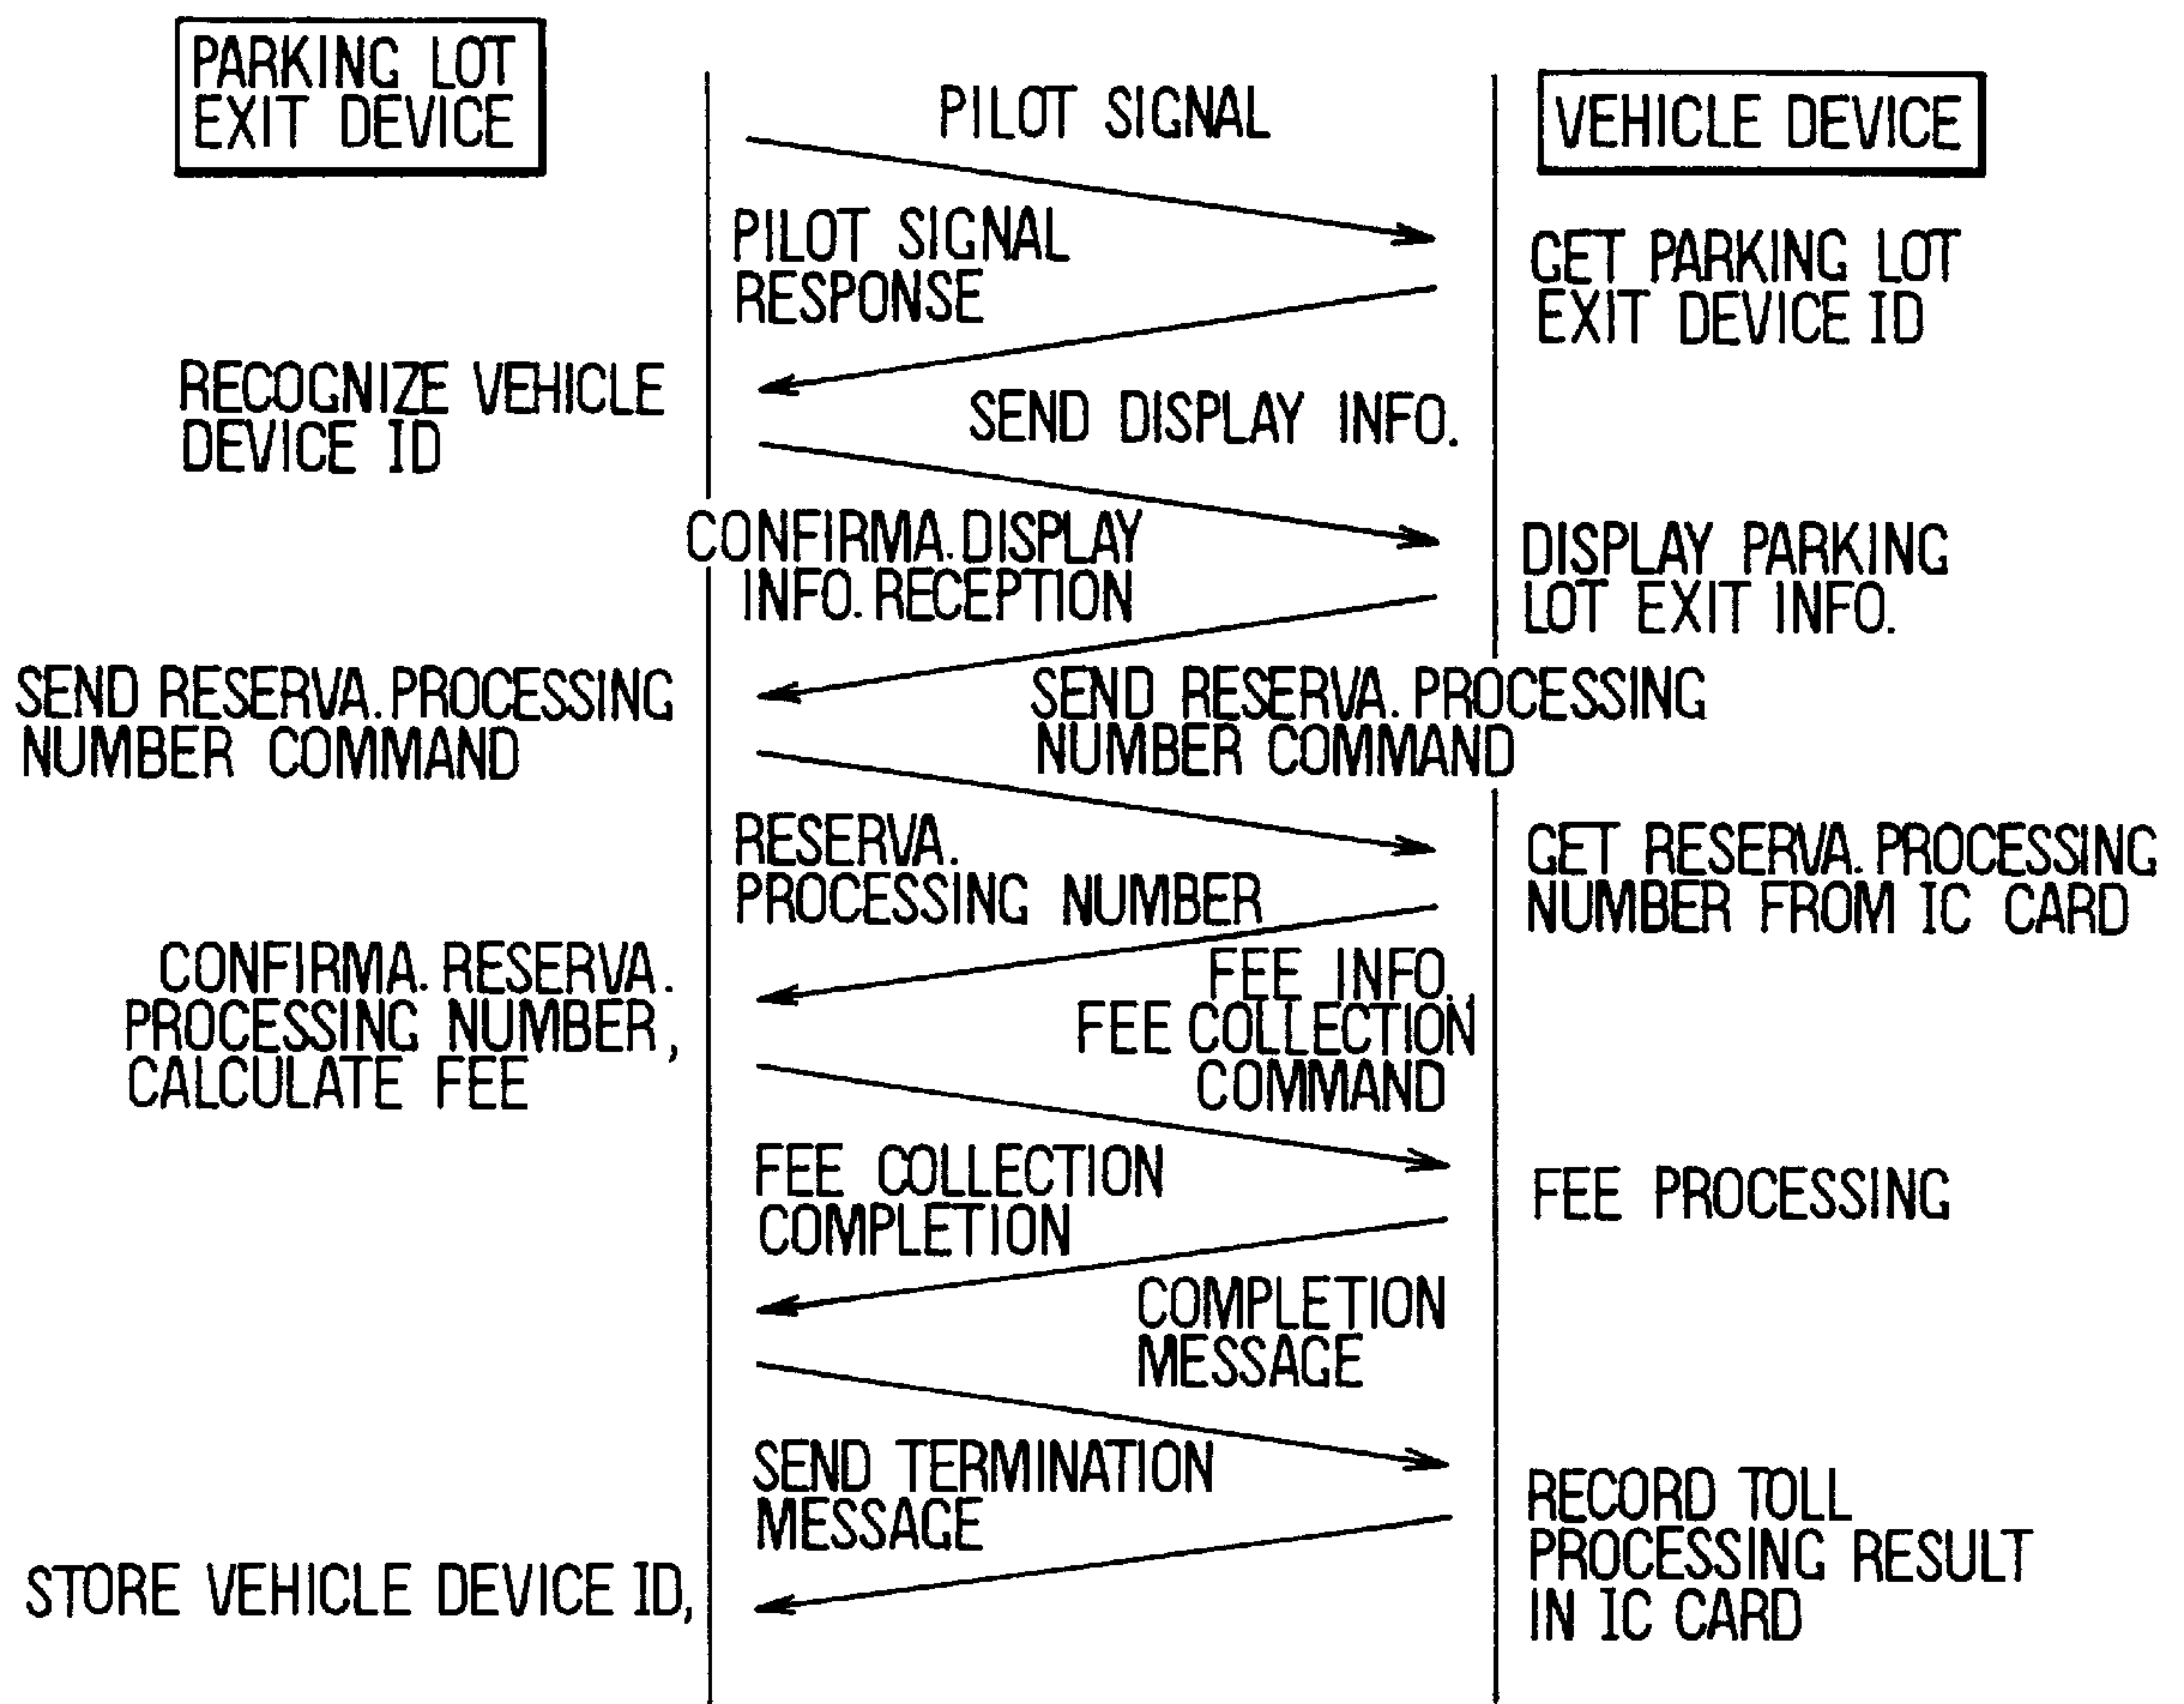 PARKING LOT
EXIT DEVICE
PILOT SIGNAL
VEHICLE DEVICE
PILOT SIGNAL
RESPONSE
GET PARKING LOT
EXIT DEVICE ID
RECOGNIZE VEHICLE
DEVICE ID
SEND DISPLAY INFO.
CONFIRMA.DISPLAY
INFO.RECEPTION
DISPLAY PARKING
LOT EXIT INFO.
SEND RESERVA.PROCESSING
NUMBER COMMAND
SEND RESERVA.PROCESSING
NUMBER COMMAND
RESERVA.
PROCESSING NUMBER
GET RESERVA.PROCESSING
NUMBER FROM IC CARD
CONFIRMA.RESERVA.
PROCESSING NUMBER,
CALCULATE FEE
FEE INFO.
FEE COLLECTION
COMMAND
FEE COLLECTION
COMPLETION
FEE PROCESSING
COMPLETION
MESSAGE
SEND TERMINATION
MESSAGE
RECORD TOLL
PROCESSING RESULT
IN IC CARD
STORE VEHICLE DEVICE ID,